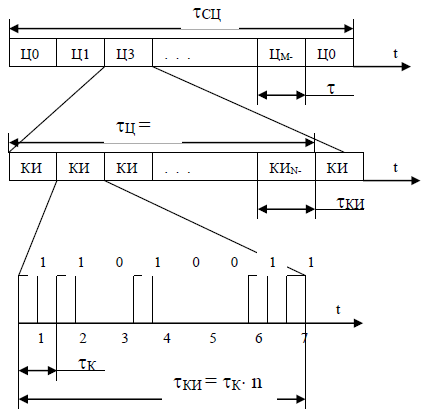 τСЦ
Ц0 Ц1 Ц3 . . . ЦM- Ц0 t
τ
τЦ =
КИ КИ КИ . . . КИN- КИ t
τКИ
1 1 0 1 0 0 1 1
t
1 2 3 4 5 6 7
τК
τКИ = τК· n